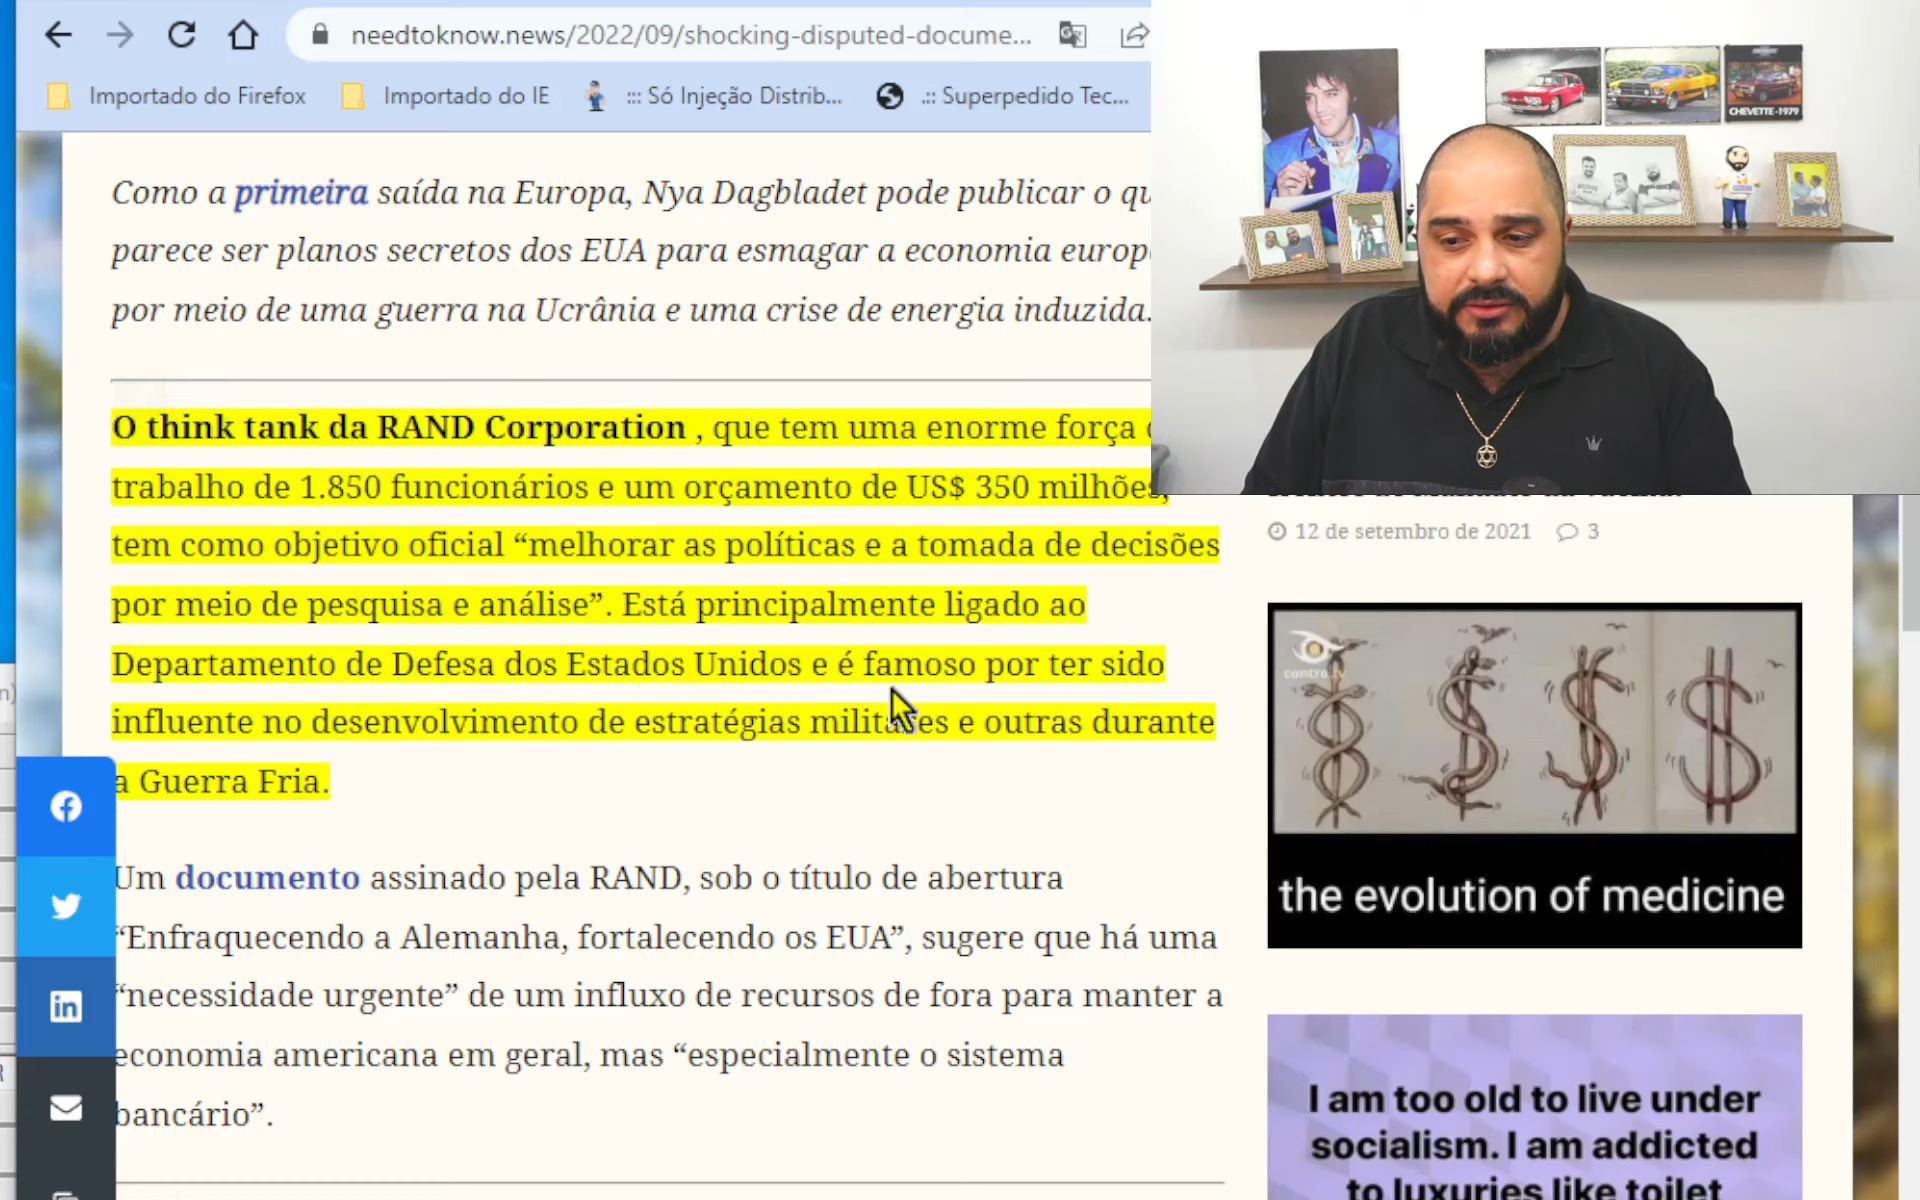 needtoknow.news/2022/09/shocking-disputed-docume...
Importado do Firefox
Importado do IE
::: Só Injeção Distrib...
.:: Superpedido Tec...
Como a primeira saída na Europa, Nya Dagbladet pode publicar o
parece ser planos secretos dos EUA para esmagar a economia
por meio de uma guerra na Ucrânia e uma crise de energia induzida.
O think tank da RAND Corporation , que tem uma enorme força
trabalho de 1.850 funcionários e um orçamento de US$ 350 milhões,
tem como objetivo oficial “melhorar as políticas e a tomada de decisões
por meio de pesquisa e análise”. Está principalmente ligado ao
Departamento de Defesa dos Estados Unidos e é famoso por ter sido
influente no desenvolvimento de estratégias militares e outras durante
a Guerra Fria.
Um documento assinado pela RAND, sob o título de abertura
“Enfraquecendo a Alemanha, fortalecendo os EUA”, sugere que há uma
“necessidade urgente” de um influxo de recursos de fora para manter a
economia americana em geral, mas “especialmente o sistema
bancário”.
CHEVETTE-1979
12 de setembro de 2021 3
the evolution of medicine
I am too old to live under
socialism. I am addicted
to luxuries like toilet